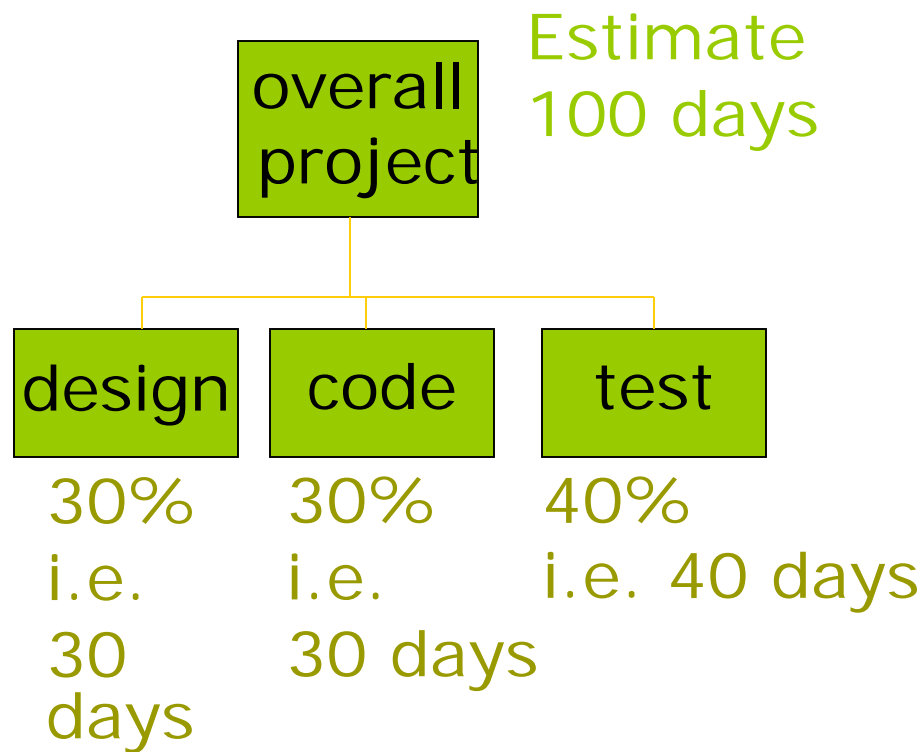 overall
project
Estimate
100 days
design
code
test
30%
i.e.
30
days
30%
i.e.
30 days
40%
i.e. 40 days